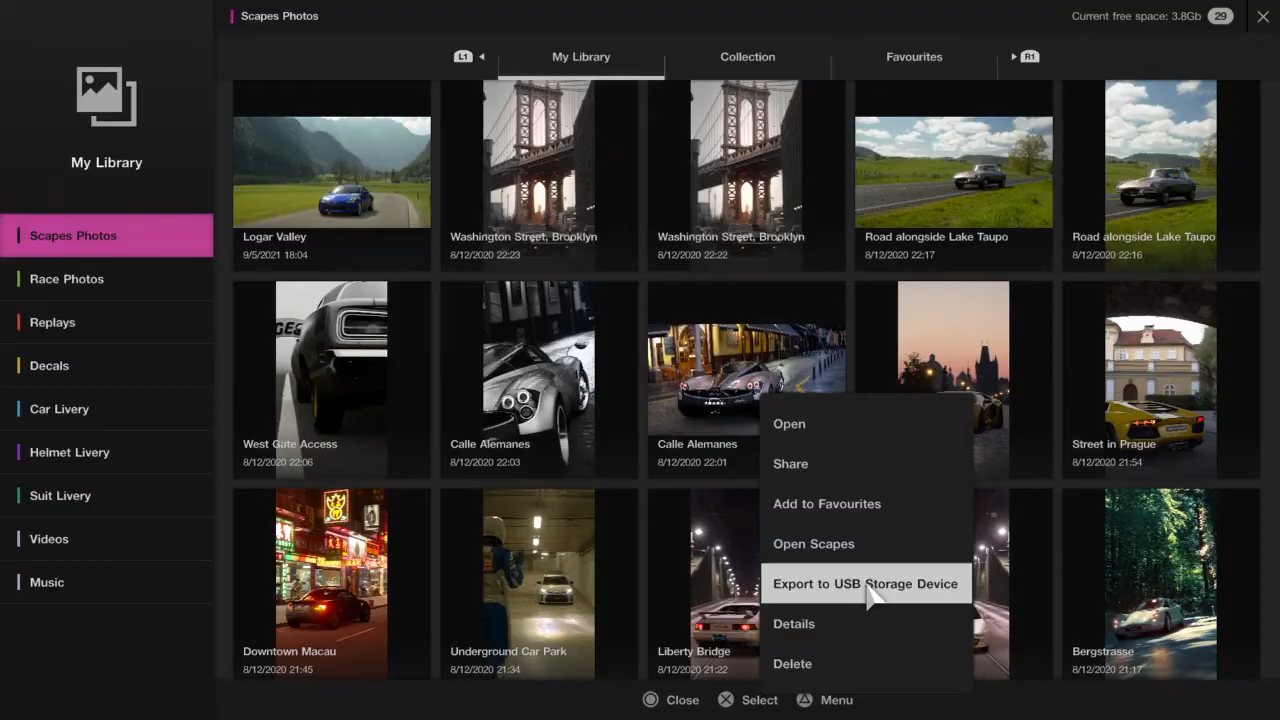 Scapes Photos
Current free space: 3.8Gb 29
L1 My Library Collection Favourites R1
My Library
Scapes Photos
Race Photos
Replays
Decals
Car Livery
Helmet Livery
Suit Livery
Videos
Music
Logar Valley
9/5/2021 18:04
Washington Street, Brooklyn
8/12/2020 22:23
Washington Street, Brooklyn
8/12/2020 22:22
Road alongside Lake Taupo
8/12/2020 22:17
Road alongside Lake Taupo
8/12/2020 22:16
West Gate Access
8/12/2020 22:06
Calle Alemanes
8/12/2020 22:03
Calle Alemanes
8/12/2020 22:01
Street in Prague
8/12/2020 21:54
Downtown Macau
8/12/2020 21:45
Underground Car Park
8/12/2020 21:34
Liberty Bridge
8/12/2020 21:22
Bergstrasse
8/12/2020 21:17
Open
Share
Add to Favourites
Open Scapes
Export to USB Storage Device
Details
Delete
Close Select Menu